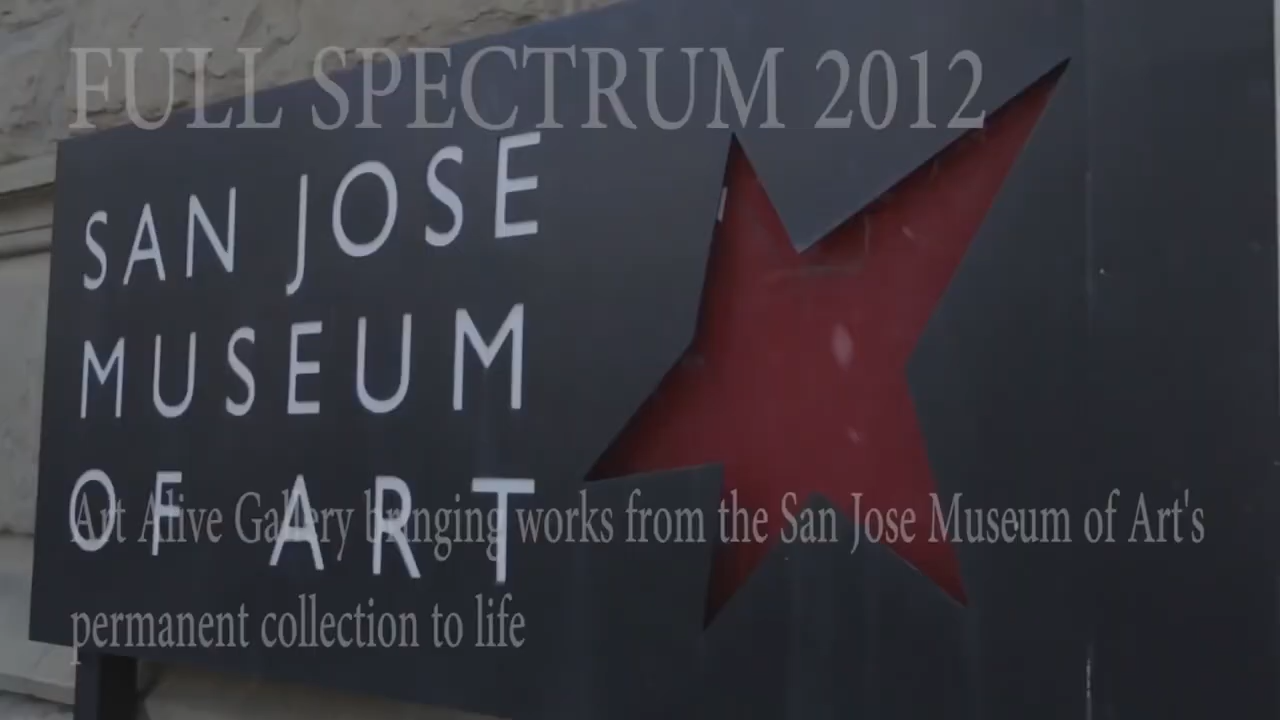 FULL SPECTRUM 2012
SAN JOSE
MUSEUM
OF ART
Art Alive Gallery bringing works from the San Jose Museum of Art's
permanent collection to life